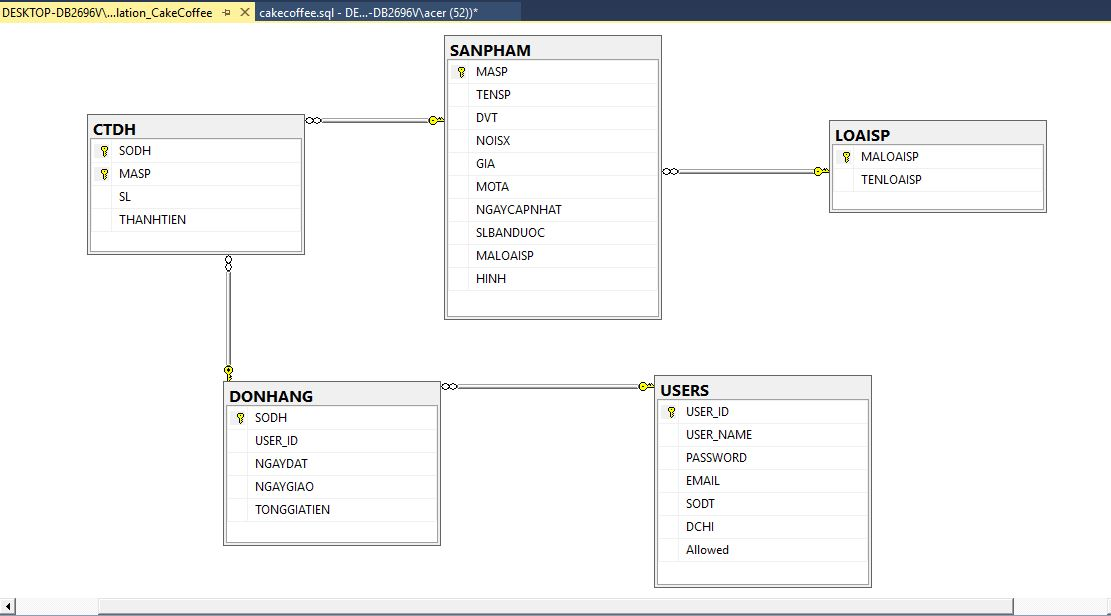 DESKTOP-DB2696V\...lation_CakeCoffee
cakecoffee.sql - DE...-DB2696V\acer (52))*
SANPHAM
MASP
TENSP
DVT
NOISX
GIA
MOTA
NGAYCAPNHAT
SLBANDUOC
MALOAISP
HINH
CTDH
SODH
MASP
SL
THANHTIEN
LOAISP
MALOAISP
TENLOAISP
DONHANG
SODH
USER_ID
NGAYDAT
NGAYGIAO
TONGGIATIEN
USERS
USER_ID
USER_NAME
PASSWORD
EMAIL
SODT
DCHI
Allowed